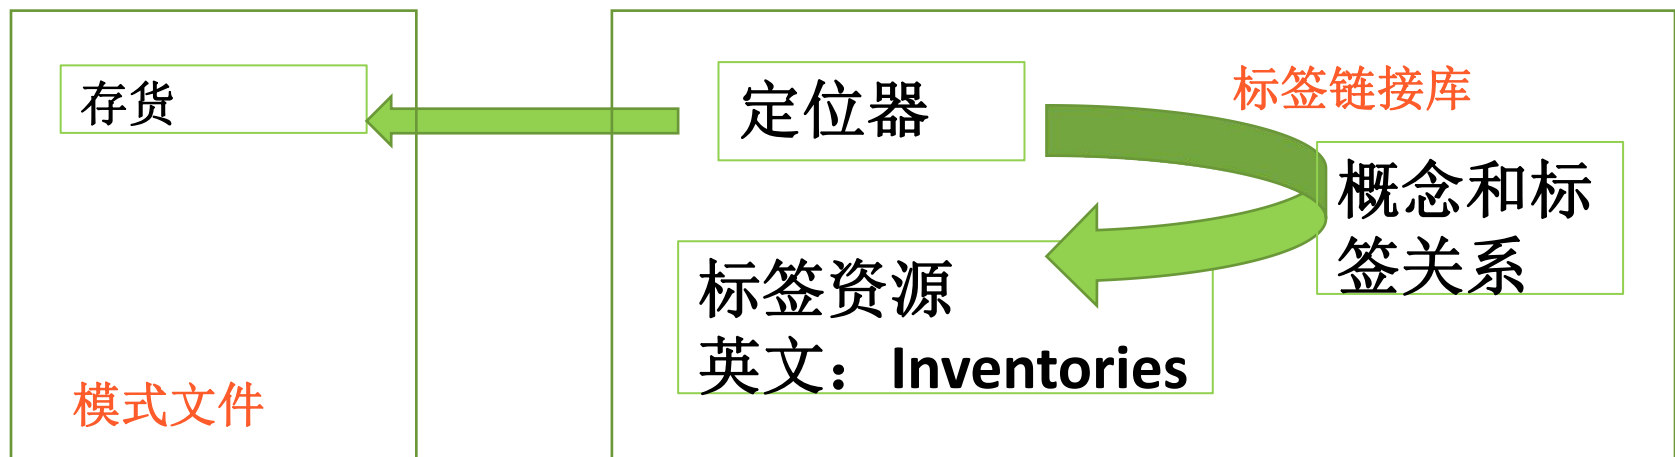 存货
模式文件
定位器
标签链接库
概念和标
签关系
标签资源
英文：Inventories